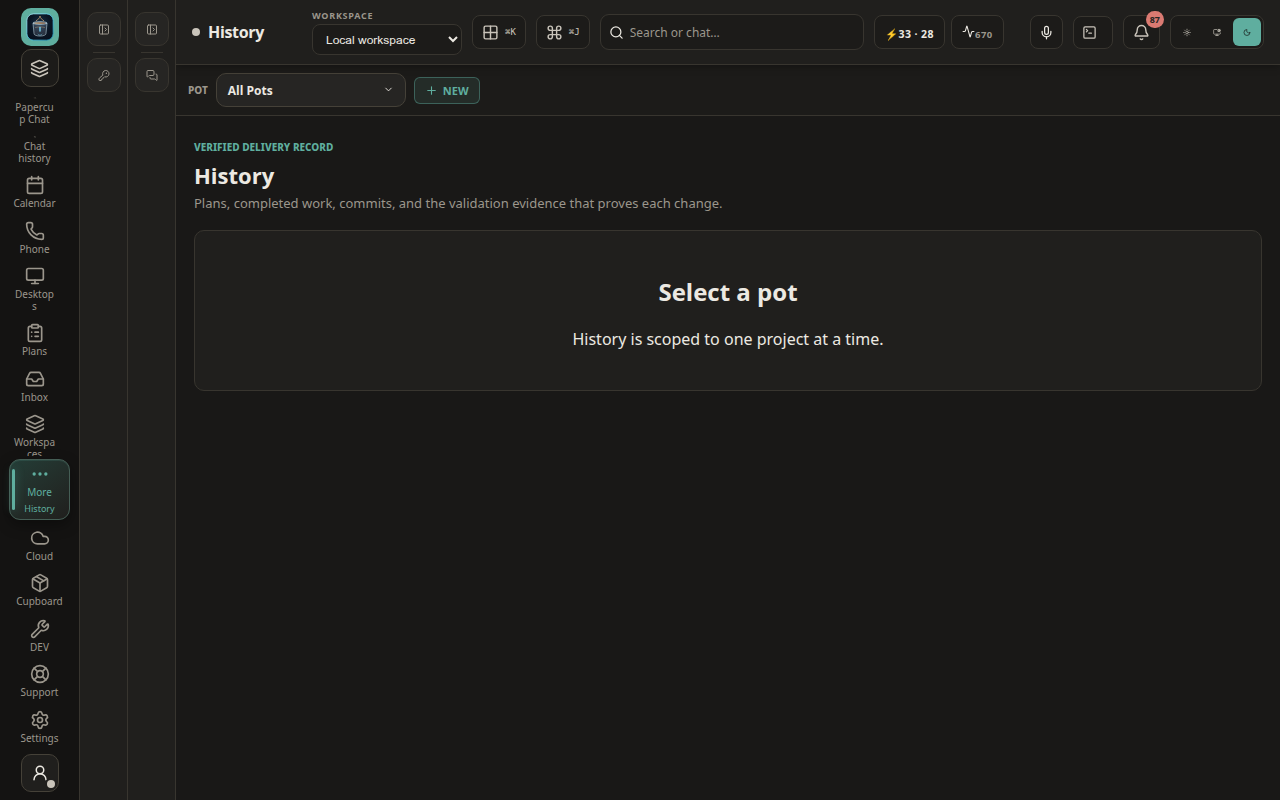 History
WORKSPACE
Local workspace
⌘K
⌘J
Search or chat...
⚡33 · 28
670
87
Papercu
p Chat
Chat
history
Calendar
Phone
Desktop
s
Plans
Inbox
Workspa
ces
More
History
Cloud
Cupboard
DEV
Support
Settings
POT
All Pots
+ NEW
VERIFIED DELIVERY RECORD
History
Plans, completed work, commits, and the validation evidence that proves each change.
Select a pot
History is scoped to one project at a time.